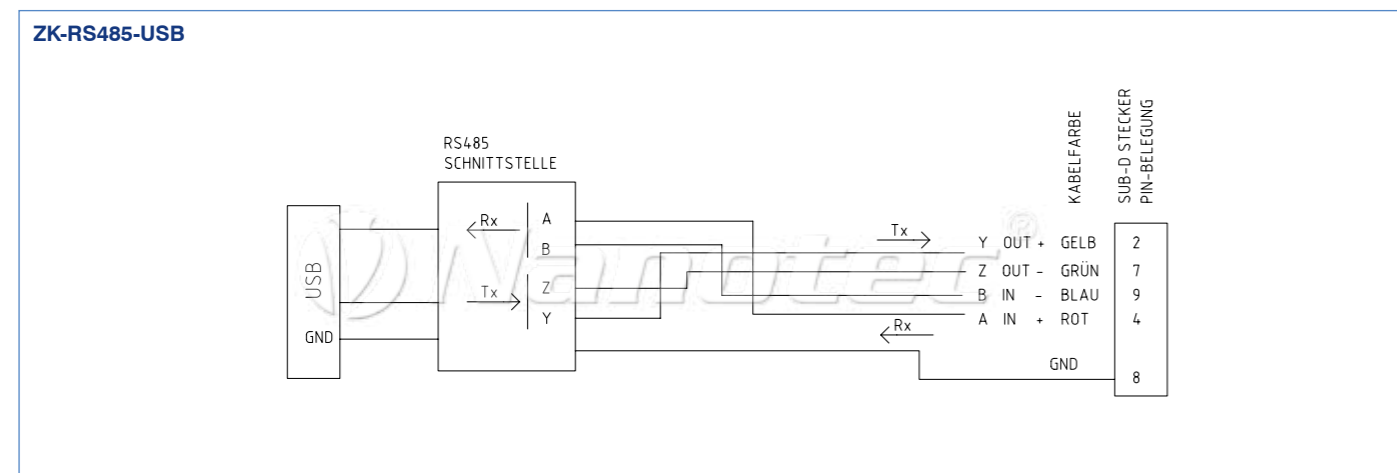 ZK-RS485-USB
RS485
SCHNITTSTELLE
KABELFARBE
SUB-D STECKER
PIN-BELEGUNG
USB
GND
Rx
Tx
A
B
Z
Y
Nanotec®
Tx
Y OUT + GELB 2
Z OUT - GRÜN 7
B IN - BLAU 9
A IN + ROT 4
Rx
GND 8